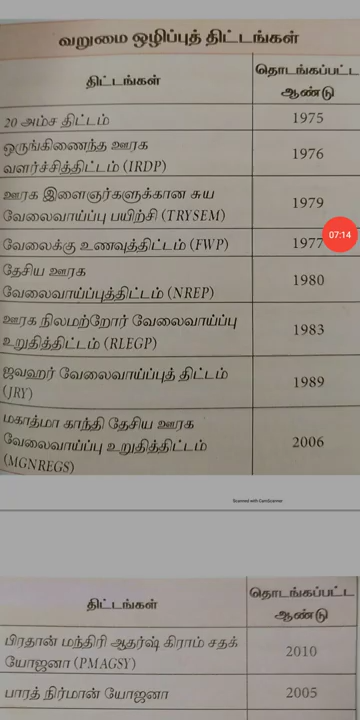 வறுமை ஒழிப்புத் திட்டங்கள்
திட்டங்கள்
தொடங்கப்பட்ட
ஆண்டு
20 அம்ச திட்டம்
1975
ஒருங்கிணைந்த ஊரக
வளர்ச்சித்திட்டம் (IRDP)
1976
ஊரக இளைஞர்களுக்கான சுய
வேலைவாய்ப்பு பயிற்சி (TRYSEM)
1979
வேலைக்கு உணவுத்திட்டம் (FWP)
1977
07:14
தேசிய ஊரக
வேலைவாய்ப்புத்திட்டம் (NREP)
1980
ஊரக நிலமற்றோர் வேலைவாய்ப்பு
உறுதித்திட்டம் (RLEGP)
1983
ஜவஹர் வேலைவாய்ப்புத் திட்டம்
(JRY)
1989
மகாத்மா காந்தி தேசிய ஊரக
வேலைவாய்ப்பு உறுதித்திட்டம்
(MGNREGS)
2006
Scanned with CamScanner
திட்டங்கள்
தொடங்கப்பட்ட
ஆண்டு
பிரதான் மந்திரி ஆதர்ஷ் கிராம் சதக்
யோஜனா (PMAGSY)
2010
பாரத் நிர்மான் யோஜனா
2005